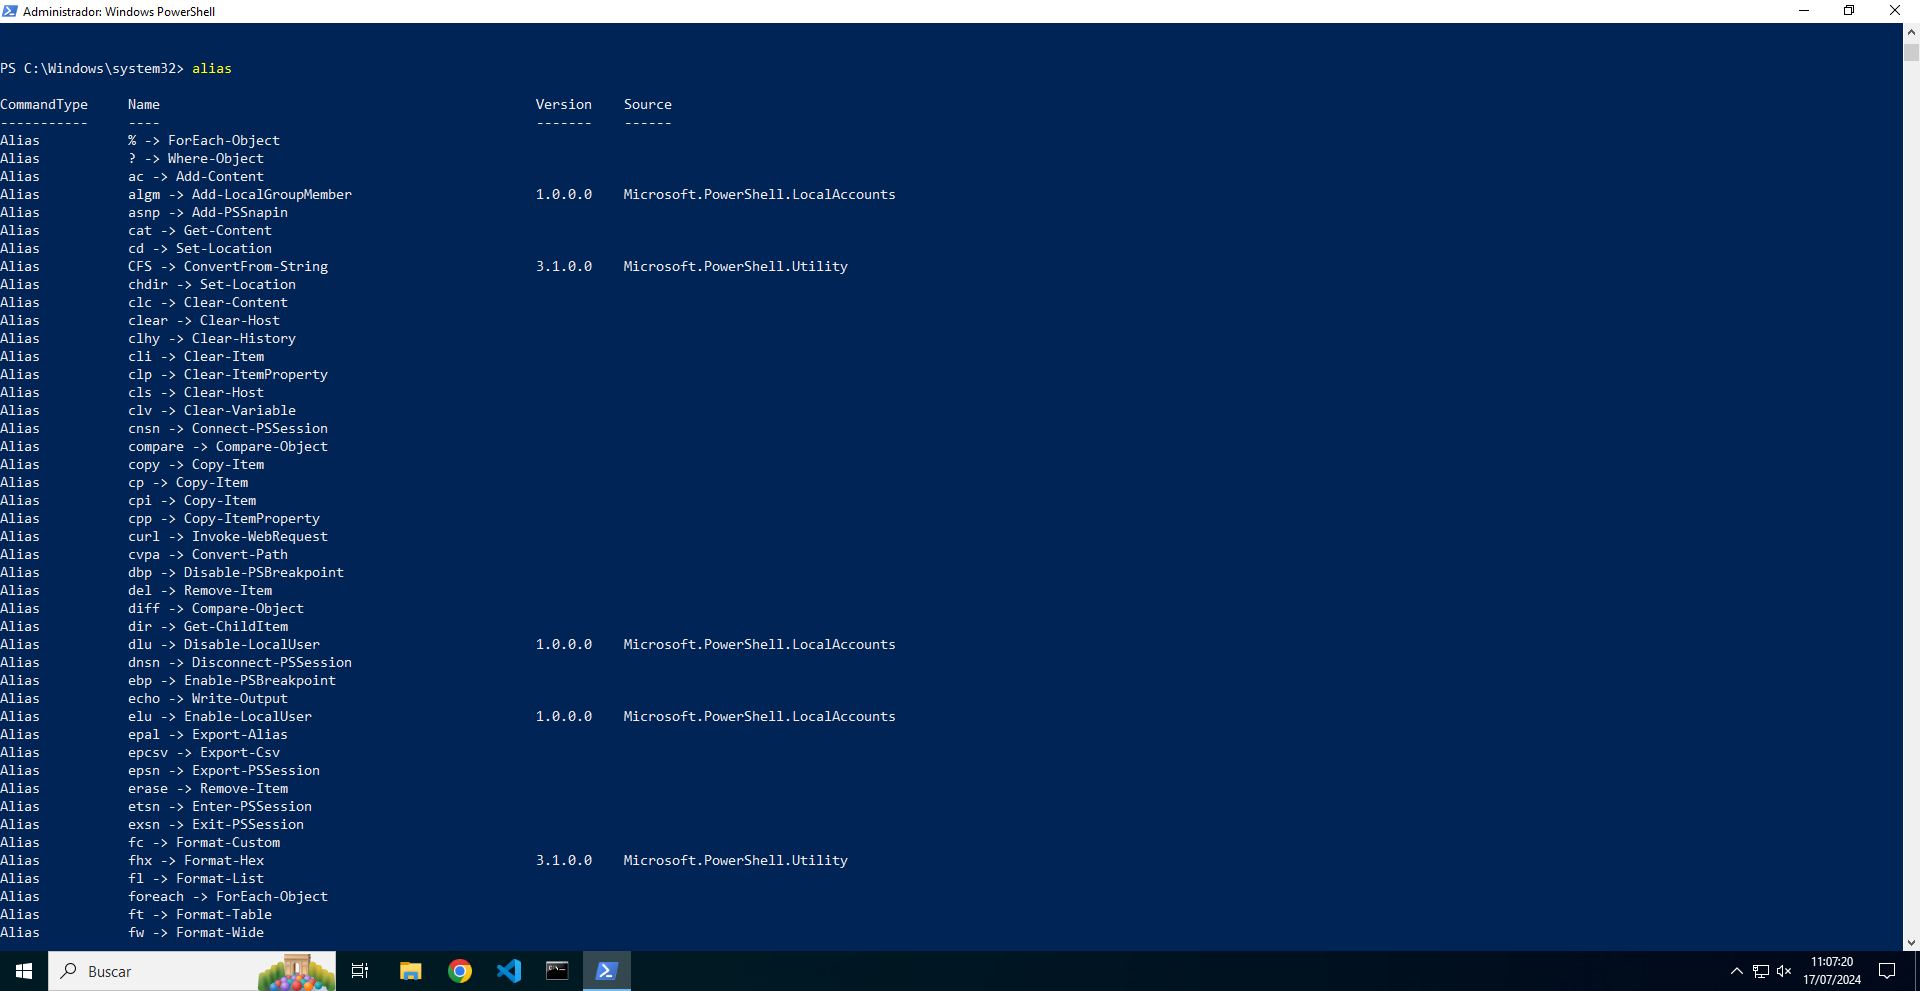 Administrador: Windows PowerShell
PS C:\Windows\system32> alias
CommandType     Name                                               Version    Source
-----------     ----                                               -------    ------
Alias           % -> ForEach-Object
Alias           ? -> Where-Object
Alias           ac -> Add-Content
Alias           algm -> Add-LocalGroupMember                       1.0.0.0    Microsoft.PowerShell.LocalAccounts
Alias           asnp -> Add-PSSnapin
Alias           cat -> Get-Content
Alias           cd -> Set-Location
Alias           CFS -> ConvertFrom-String                          3.1.0.0    Microsoft.PowerShell.Utility
Alias           chdir -> Set-Location
Alias           clc -> Clear-Content
Alias           clear -> Clear-Host
Alias           clhy -> Clear-History
Alias           cli -> Clear-Item
Alias           clp -> Clear-ItemProperty
Alias           cls -> Clear-Host
Alias           clv -> Clear-Variable
Alias           cnsn -> Connect-PSSession
Alias           compare -> Compare-Object
Alias           copy -> Copy-Item
Alias           cp -> Copy-Item
Alias           cpi -> Copy-Item
Alias           cpp -> Copy-ItemProperty
Alias           curl -> Invoke-WebRequest
Alias           cvpa -> Convert-Path
Alias           dbp -> Disable-PSBreakpoint
Alias           del -> Remove-Item
Alias           diff -> Compare-Object
Alias           dir -> Get-ChildItem
Alias           dlu -> Disable-LocalUser                           1.0.0.0    Microsoft.PowerShell.LocalAccounts
Alias           dnsn -> Disconnect-PSSession
Alias           ebp -> Enable-PSBreakpoint
Alias           echo -> Write-Output
Alias           elu -> Enable-LocalUser                            1.0.0.0    Microsoft.PowerShell.LocalAccounts
Alias           epal -> Export-Alias
Alias           epcsv -> Export-Csv
Alias           epsn -> Export-PSSession
Alias           erase -> Remove-Item
Alias           etsn -> Enter-PSSession
Alias           exsn -> Exit-PSSession
Alias           fc -> Format-Custom
Alias           fhx -> Format-Hex                                  3.1.0.0    Microsoft.PowerShell.Utility
Alias           fl -> Format-List
Alias           foreach -> ForEach-Object
Alias           ft -> Format-Table
Alias           fw -> Format-Wide
Buscar
11:07:20
17/07/2024